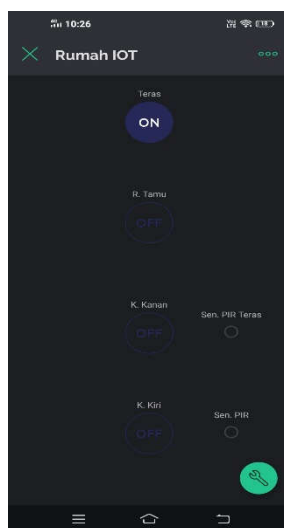 10:26
Rumah IOT
Teras
ON
R. Tamu
OFF
K. Kanan
Sen. PIR Teras
OFF
K. Kiri
Sen. PIR
OFF